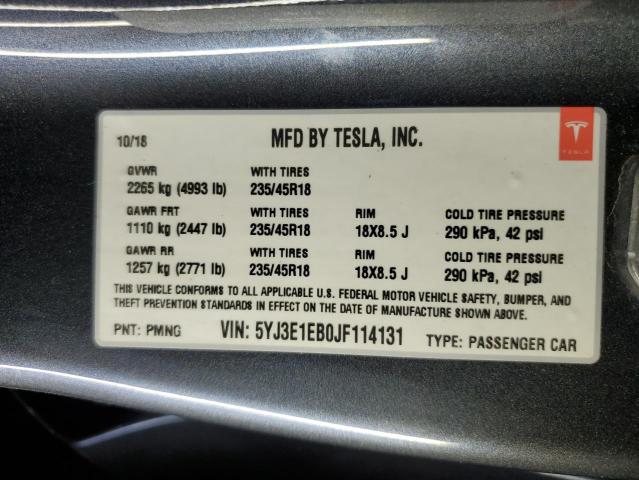 10/18 MFD BY TESLA, INC.
TESLA
GVWR WITH TIRES
2265 kg (4993 lb) 235/45R18
GAWR FRT WITH TIRES RIM COLD TIRE PRESSURE
1110 kg (2447 lb) 235/45R18 18X8.5 J 290 kPa, 42 psi
GAWR RR WITH TIRES RIM COLD TIRE PRESSURE
1257 kg (2771 lb) 235/45R18 18X8.5 J 290 kPa, 42 psi
THIS VEHICLE CONFORMS TO ALL APPLICABLE U.S. FEDERAL MOTOR VEHICLE SAFETY, BUMPER, AND
THEFT PREVENTION STANDARDS IN EFFECT ON THE DATE OF MANUFACTURE SHOWN ABOVE.
PNT: PMNG VIN: 5YJ3E1EB0JF114131 TYPE: PASSENGER CAR